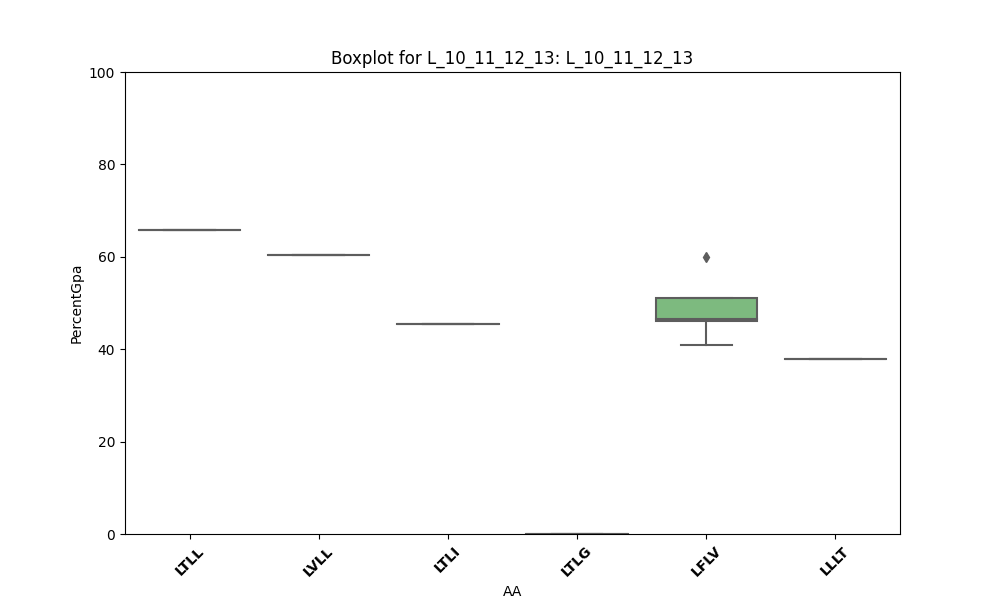 Boxplot for L_10_11_12_13: L_10_11_12_13
100
80
60
40
20
0
PercentGpa
LTLL
LVLL
LTLI
LTLG
LFLV
LLLT
AA